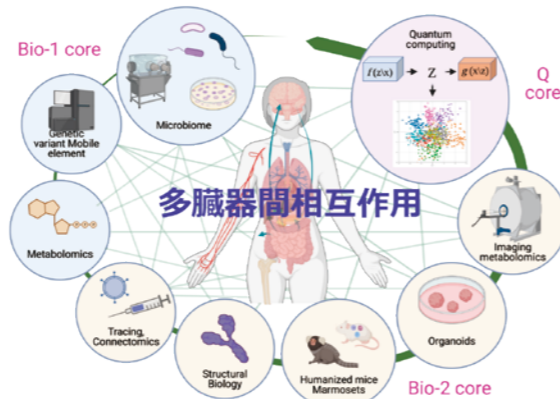 Bio-1 core
Microbiome
Quantum
computing
f(z|x)
Z
g(x|z)
Q
core
Genetic
variant Mobile
element
多臓器間相互作用
Metabolomics
Imaging
metabolomics
Tracing,
Connectomics
Structural
Biology
Humanized mice
Marmosets
Organoids
Bio-2 core